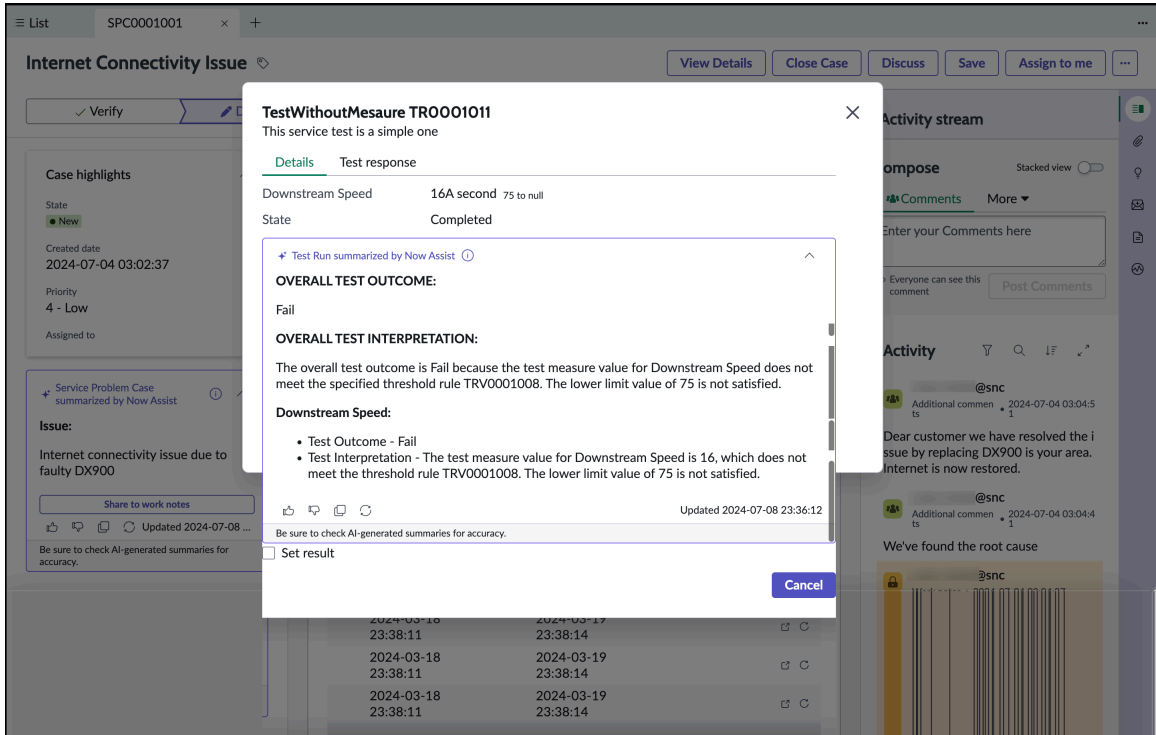 List
SPC0001001
Internet Connectivity Issue
View Details
Close Case
Discuss
Save
Assign to me
Verify
Case highlights
State
New
Created date
2024-07-04 03:02:37
Priority
4 - Low
Assigned to
Service Problem Case
summarized by Now Assist
Issue:
Internet connectivity issue due to
faulty DX900
Share to work notes
Updated 2024-07-08 ...
Be sure to check AI-generated summaries for
accuracy.
TestWithoutMesaure TR0001011
This service test is a simple one
Details
Test response
Downstream Speed
16A second 75 to null
State
Completed
Test Run summarized by Now Assist
OVERALL TEST OUTCOME:
Fail
OVERALL TEST INTERPRETATION:
The overall test outcome is Fail because the test measure value for Downstream Speed does not
meet the specified threshold rule TRV0001008. The lower limit value of 75 is not satisfied.
Downstream Speed:
• Test Outcome - Fail
• Test Interpretation - The test measure value for Downstream Speed is 16, which does not
meet the threshold rule TRV0001008. The lower limit value of 75 is not satisfied.
Updated 2024-07-08 23:36:12
Be sure to check AI-generated summaries for accuracy.
Set result
Cancel
2024-03-18 2024-03-19
23:38:11 23:38:14
2024-03-18 2024-03-19
23:38:11 23:38:14
2024-03-18 2024-03-19
23:38:11 23:38:14
Activity stream
ompose
Stacked view
Comments
More
Enter your Comments here
Everyone can see this
comment
Post Comments
Activity
@snc
Additional commen • 2024-07-04 03:04:5
ts 1
Dear customer we have resolved the i
ssue by replacing DX900 is your area.
Internet is now restored.
@snc
Additional commen • 2024-07-04 03:04:4
ts 1
We've found the root cause
@snc